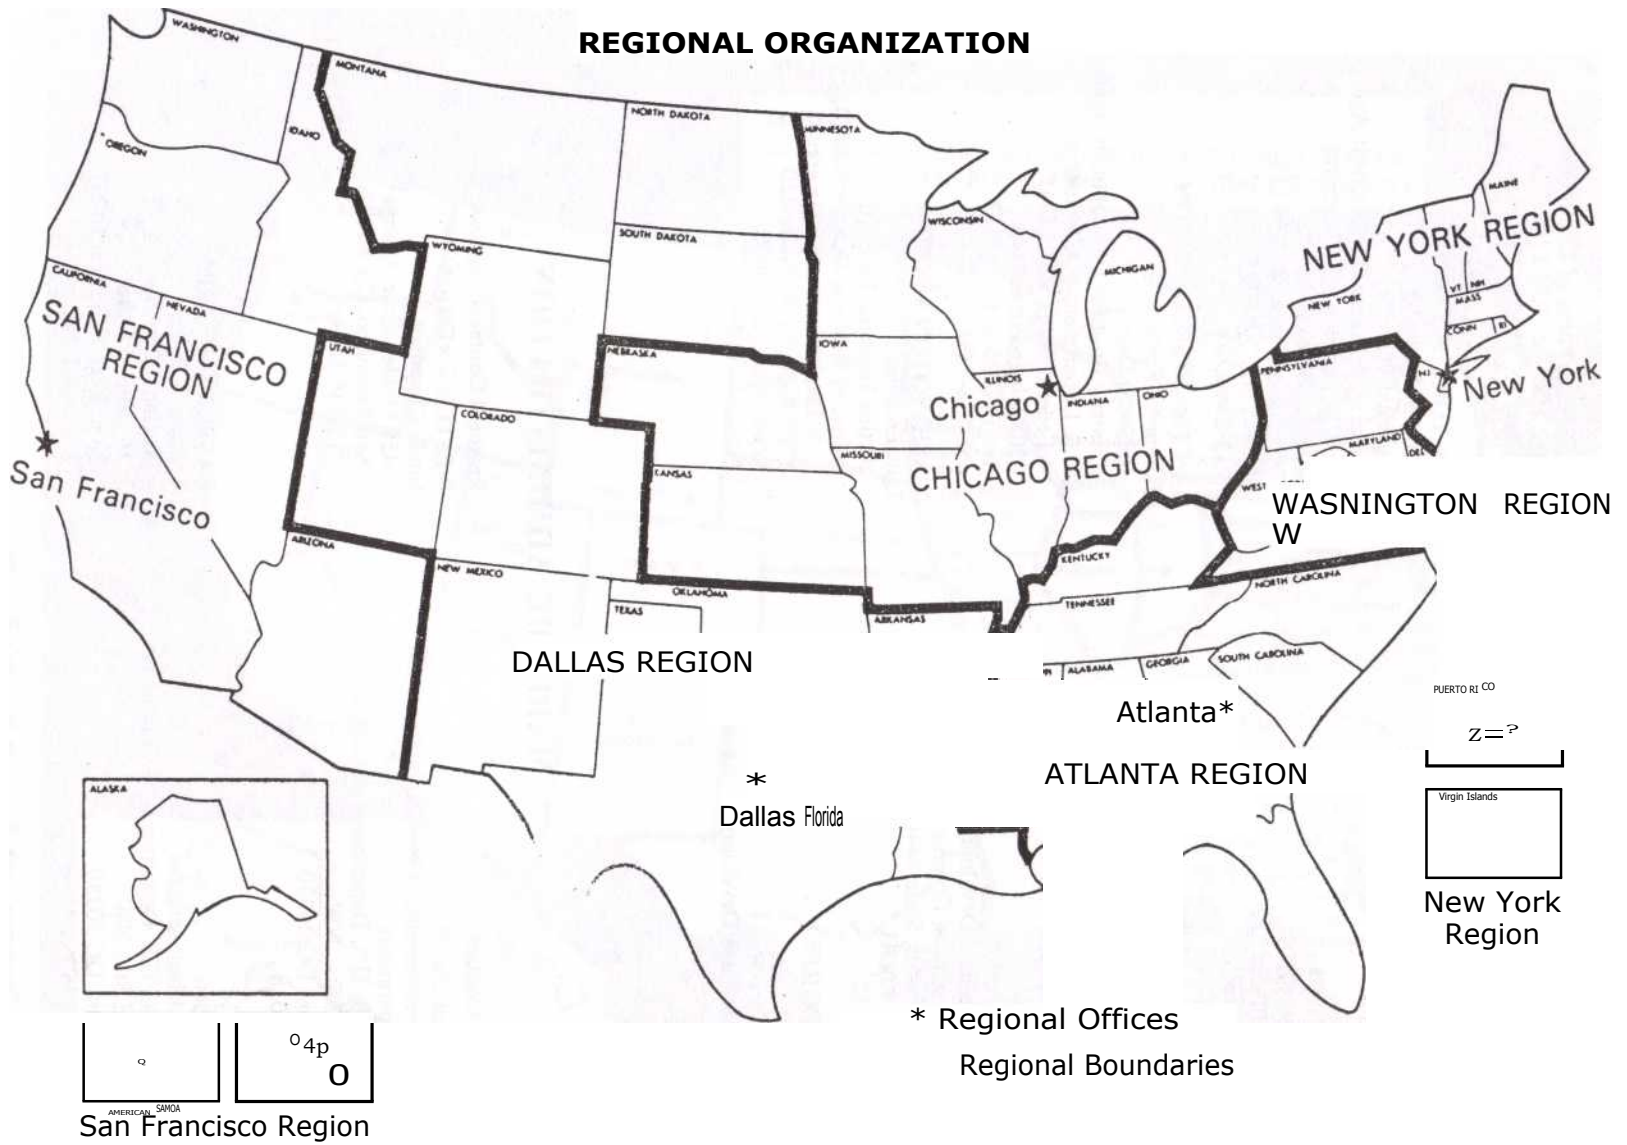 REGIONAL ORGANIZATION
WASHINGTON
MONTANA
IDAHO
OREGON
NORTH DAKOTA
MINNESOTA
SOUTH DAKOTA
WYOMING
WISCONSIN
MICHIGAN
MAINE
NEW YORK REGION
NEW YORK
VT
NH
MASS
CONN
RI
CALIFORNIA
NEVADA
SAN FRANCISCO
REGION
UTAH
NEBRASKA
IOWA
ILLINOIS
INDIANA
OHIO
PENNSYLVANIA
N.J.
New York
Chicago
COLORADO
KANSAS
MISSOURI
MARYLAND
DEL
CHICAGO REGION
San Francisco
WEST
WASNINGTON REGION
W
ARIZONA
NEW MEXICO
OKLAHOMA
TEXAS
ARKANSAS
KENTUCKY
TENNESSEE
NORTH CAROLINA
DALLAS REGION
ALABAMA
GEORGIA
SOUTH CAROLINA
Atlanta*
PUERTO RI CO
z=?
ATLANTA REGION
*
Dallas Florida
ALASKA
Virgin Islands
New York
Region
* Regional Offices
Regional Boundaries
O4p
O
AMERICAN SAMOA
San Francisco Region